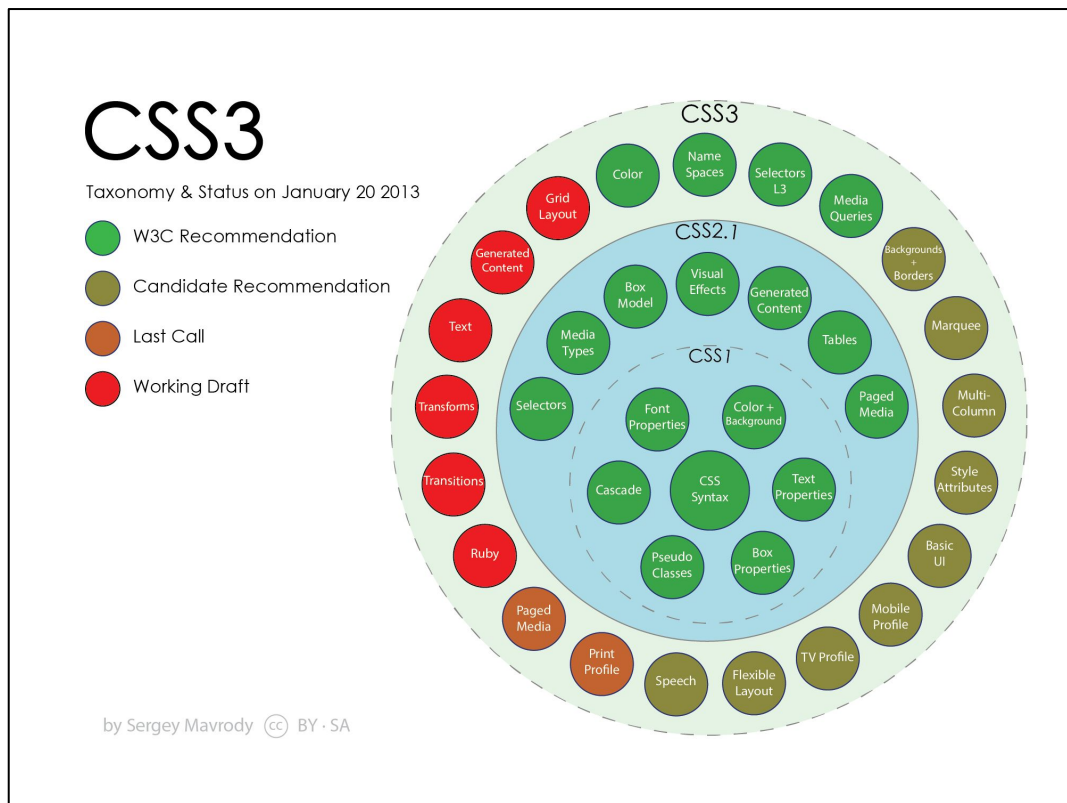 CSS3
Taxonomy & Status on January 20 2013
W3C Recommendation
Candidate Recommendation
Last Call
Working Draft
CSS3
Color
Name
Spaces
Selectors
L3
Media
Queries
Backgrounds
+
Borders
Marquee
Multi-
Column
Style
Attributes
Basic
UI
Mobile
Profile
TV Profile
Flexible
Layout
Speech
Print
Profile
Paged
Media
Ruby
Transitions
Transforms
Text
Generated
Content
Grid
Layout
CSS2.1
Selectors
Media
Types
Box
Model
Visual
Effects
Generated
Content
Tables
Paged
Media
CSS1
Font
Properties
Color +
Background
Cascade
CSS
Syntax
Text
Properties
Pseudo
Classes
Box
Properties
by Sergey Mavrody cc BY · SA